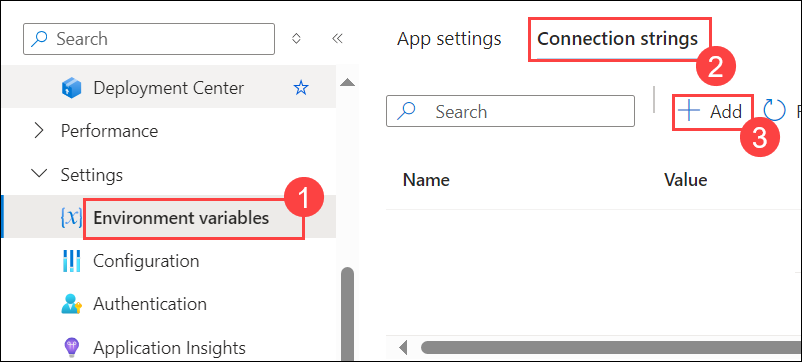 Search
Deployment Center
Performance
Settings
1
{x} Environment variables
Configuration
Authentication
Application Insights
App settings
Connection strings
2
Search
Add
3
Name
Value